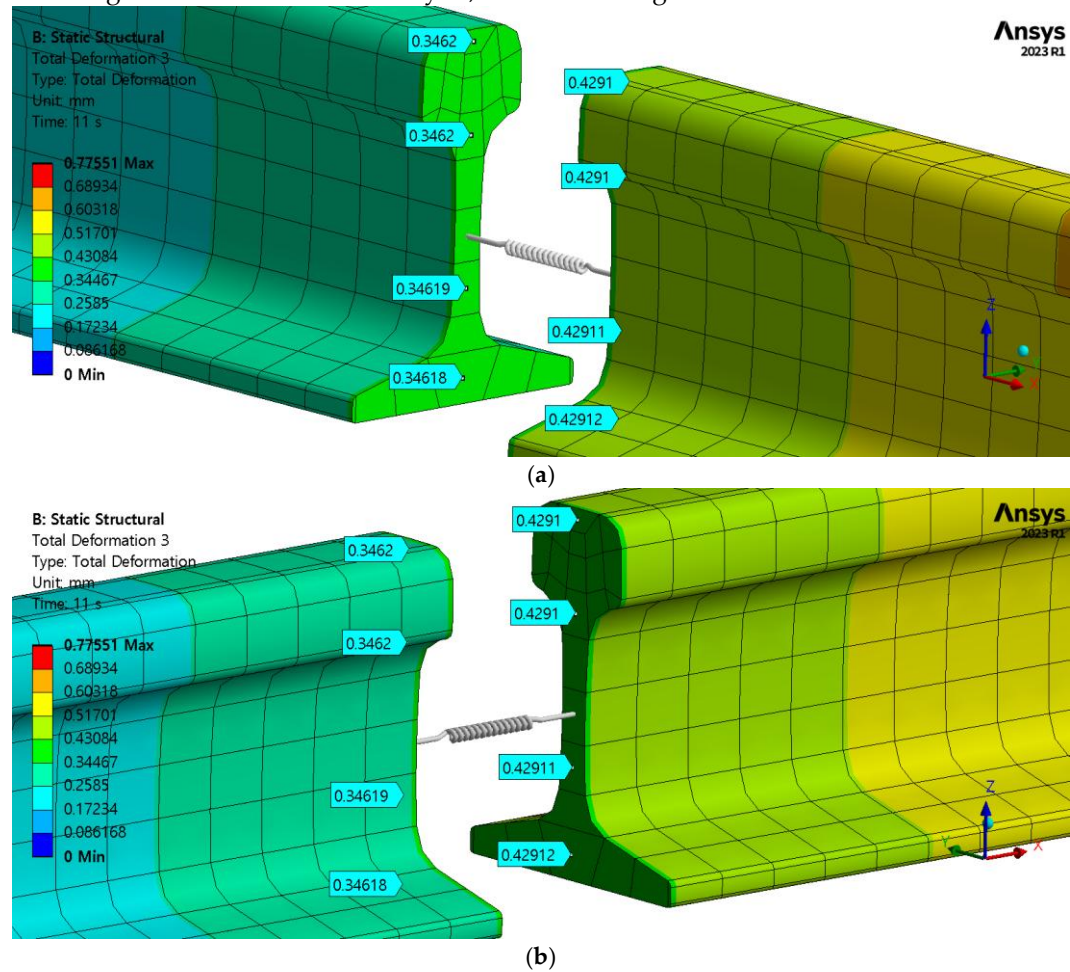 B: Static Structural
Total Deformation 3
Type: Total Deformation
Unit: mm
Time: 11 s
0.77551 Max
0.68934
0.60318
0.51701
0.43084
0.34467
0.2585
0.17234
0.086168
0 Min
0.3462
0.3462
0.34619
0.34618
0.4291
0.4291
0.42911
0.42912
Ansys
2023 R1
Z
X
(a)
B: Static Structural
Total Deformation 3
Type: Total Deformation
Unit: mm
Time: 11 s
0.77551 Max
0.68934
0.60318
0.51701
0.43084
0.34467
0.2585
0.17234
0.086168
0 Min
0.3462
0.3462
0.34619
0.34618
0.4291
0.4291
0.42911
0.42912
Ansys
2023 R1
Z
Y
X
(b)